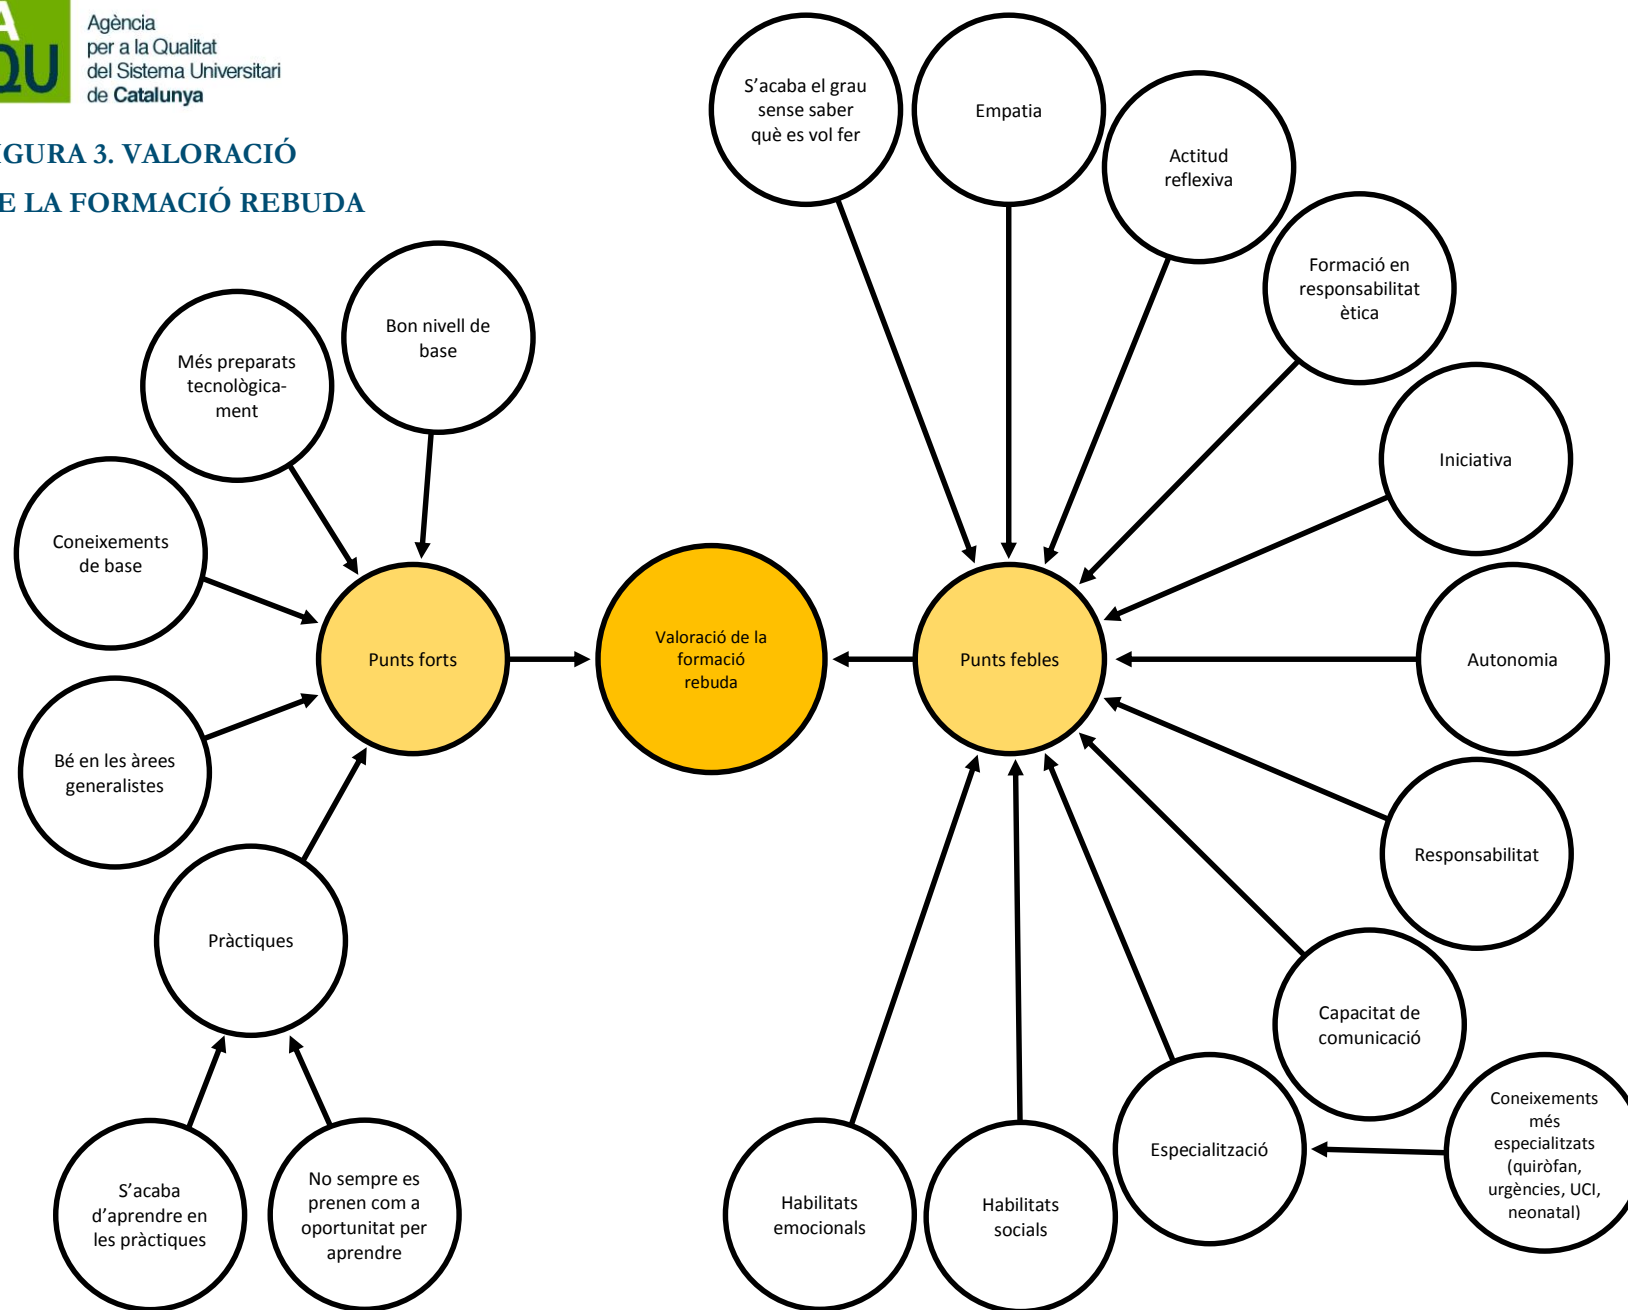 A
QU
Agència
per a la Qualitat
del Sistema Universitari
de Catalunya
IGURA 3. VALORACIÓ
E LA FORMACIÓ REBUDA
S'acaba el grau
sense saber
què es vol fer
Empatia
Actitud
reflexiva
Formació en
responsabilitat
ètica
Bon nivell de
base
Més preparats
tecnològica-
ment
Iniciativa
Coneixements
de base
Punts forts
Valoració de la
formació
rebuda
Punts febles
Autonomia
Bé en les àrees
generalistes
Responsabilitat
Pràctiques
Capacitat de
comunicació
Especialització
Coneixements
més
especialitzats
(quiròfan,
urgències, UCI,
neonatal)
S'acaba
d'aprendre en
les pràctiques
No sempre es
prenen com a
oportunitat per
aprendre
Habilitats
emocionals
Habilitats
socials